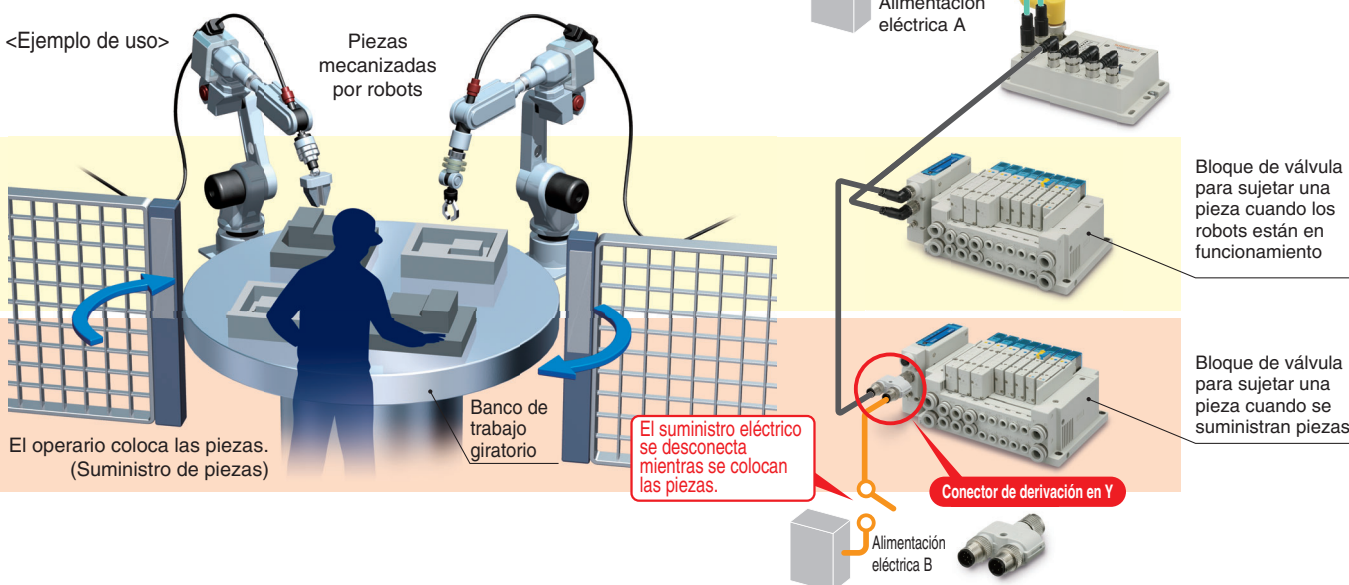 <Ejemplo de uso>
Piezas
mecanizadas
por robots
Alimentación
eléctrica A
Bloque de válvula
para sujetar una
pieza cuando los
robots están en
funcionamiento
Bloque de válvula
para sujetar una
pieza cuando se
suministran piezas
El operario coloca las piezas.
(Suministro de piezas)
Banco de
trabajo
giratorio
El suministro eléctrico
se desconecta
mientras se colocan
las piezas.
Conector de derivación en Y
Alimentación
eléctrica B